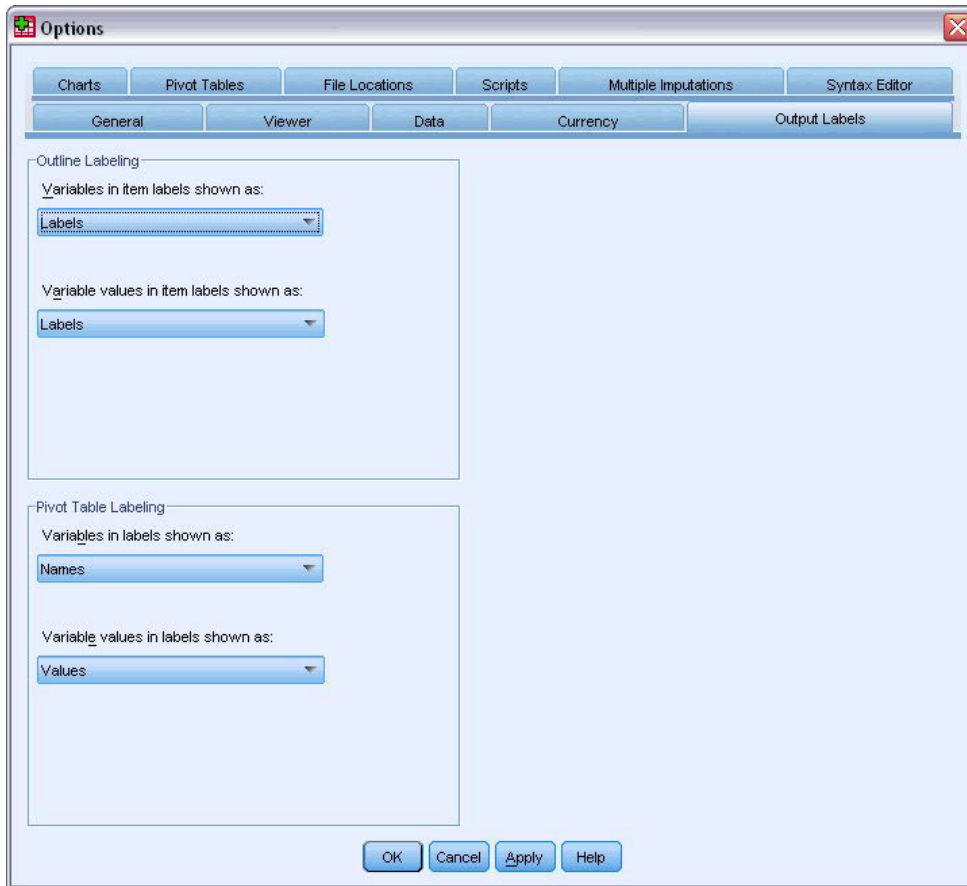 Options
Charts Pivot Tables File Locations Scripts Multiple Imputations Syntax Editor
General Viewer Data Currency Output Labels
Outline Labeling
Variables in item labels shown as:
Labels
Variable values in item labels shown as:
Labels
Pivot Table Labeling
Variables in labels shown as:
Names
Variable values in labels shown as:
Values
OK Cancel Apply Help